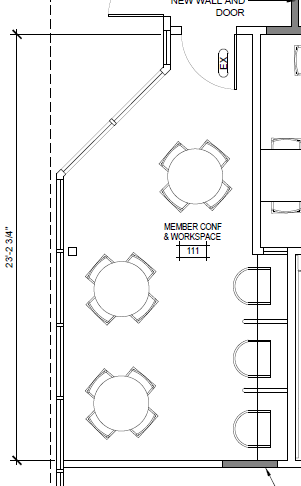 NEW WALL AND
DOOR
EX
MEMBER CONF
& WORKSPACE
111
23'-2 3/4"